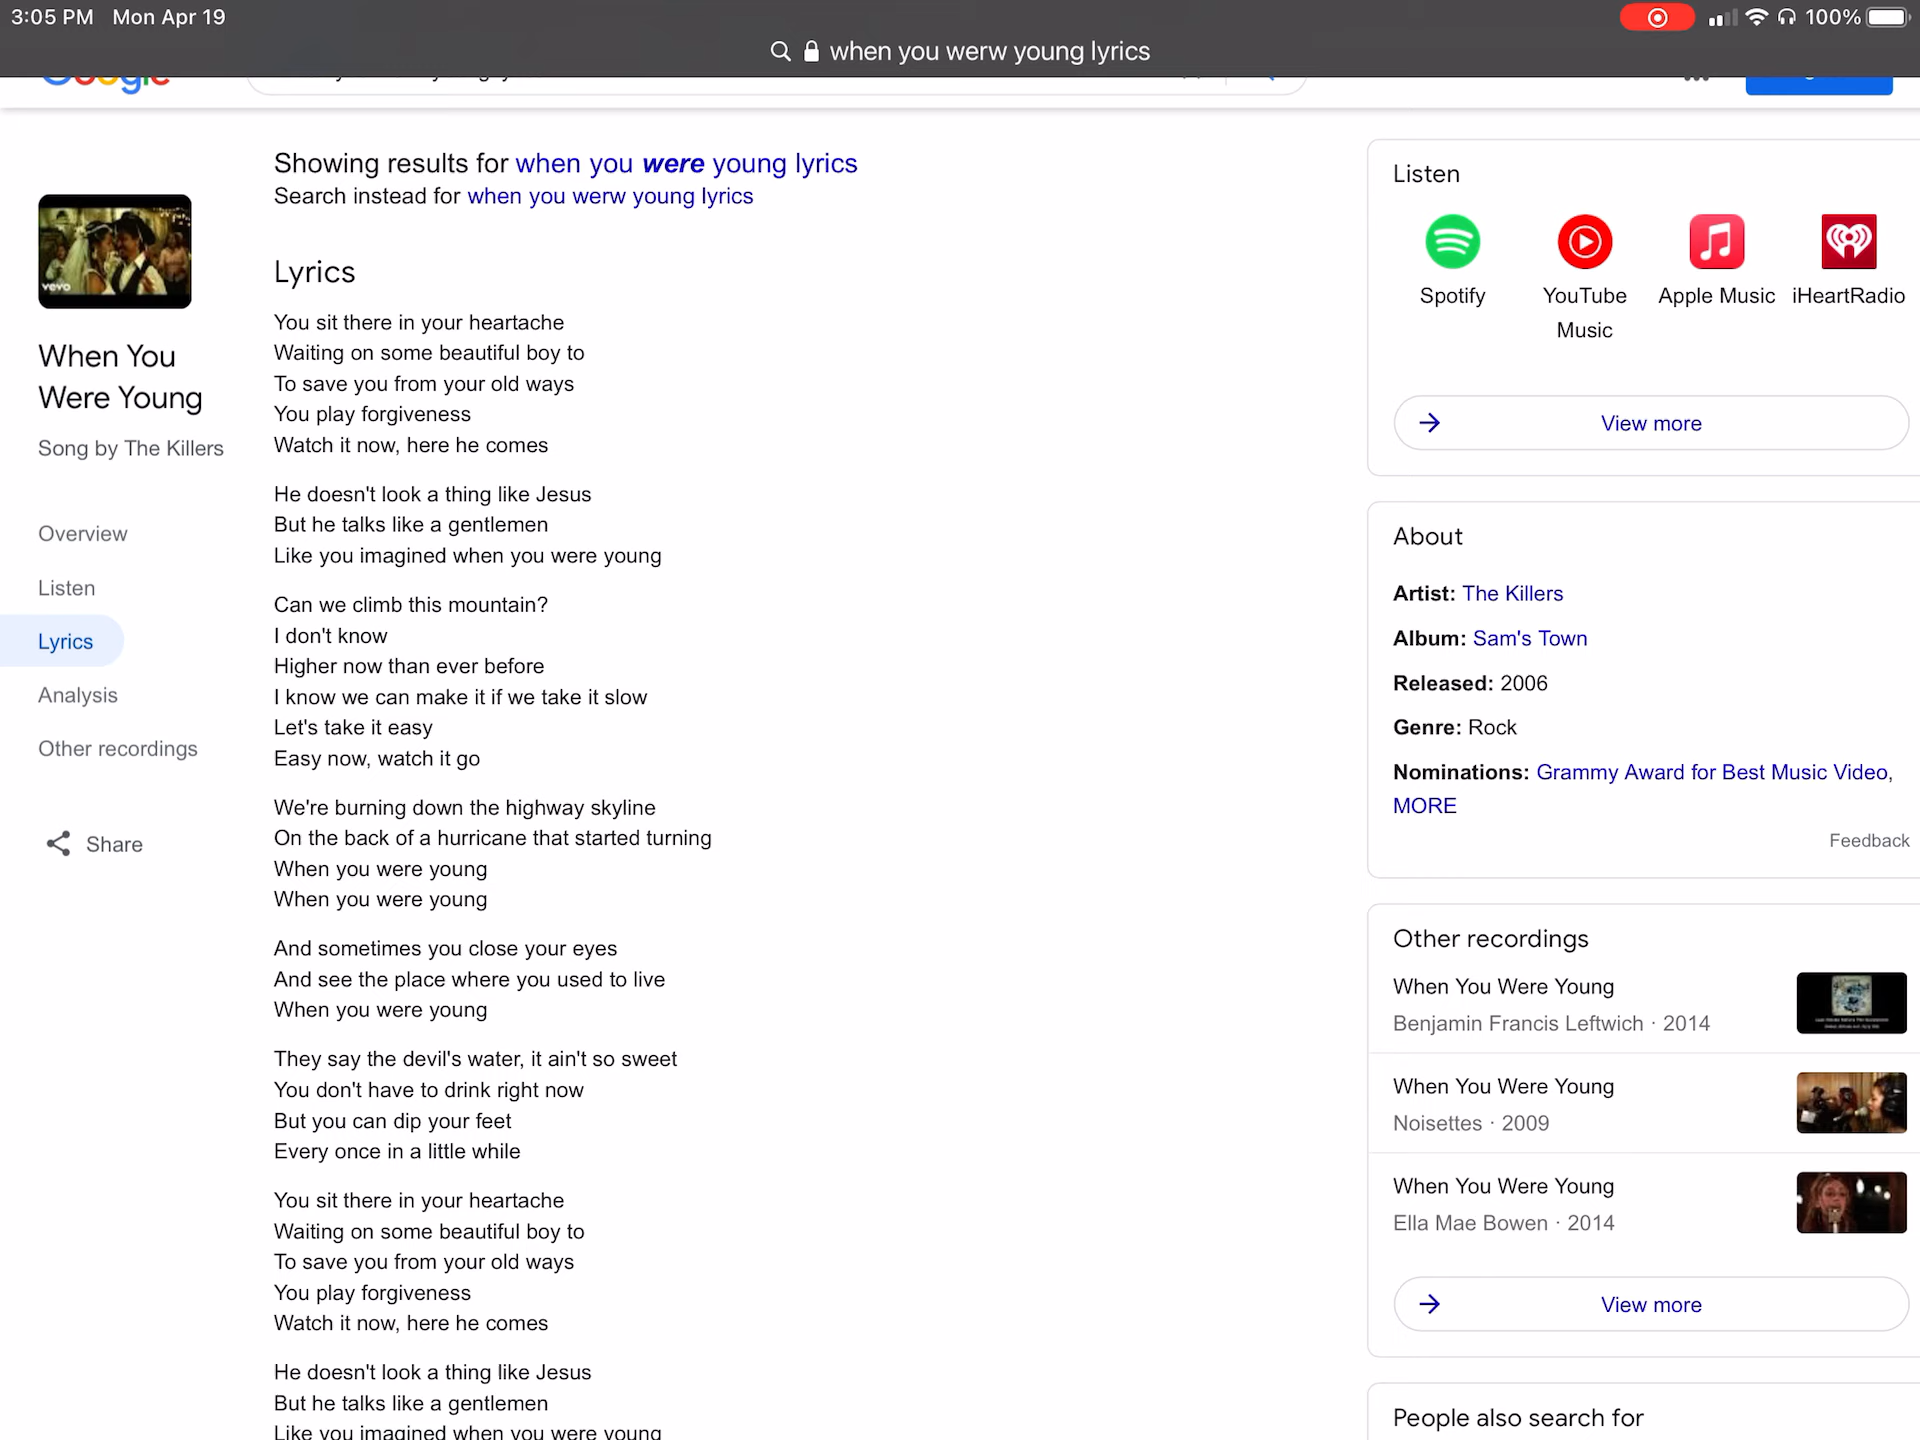 3:05 PM Mon Apr 19
100%
when you werw young lyrics
Google
Showing results for when you were young lyrics
Search instead for when you werw young lyrics
vevo
When You
Were Young
Song by The Killers
Overview
Listen
Lyrics
Analysis
Other recordings
Share
Lyrics
You sit there in your heartache
Waiting on some beautiful boy to
To save you from your old ways
You play forgiveness
Watch it now, here he comes
He doesn't look a thing like Jesus
But he talks like a gentlemen
Like you imagined when you were young
Can we climb this mountain?
I don't know
Higher now than ever before
I know we can make it if we take it slow
Let's take it easy
Easy now, watch it go
We're burning down the highway skyline
On the back of a hurricane that started turning
When you were young
When you were young
And sometimes you close your eyes
And see the place where you used to live
When you were young
They say the devil's water, it ain't so sweet
You don't have to drink right now
But you can dip your feet
Every once in a little while
You sit there in your heartache
Waiting on some beautiful boy to
To save you from your old ways
You play forgiveness
Watch it now, here he comes
He doesn't look a thing like Jesus
But he talks like a gentlemen
Like you imagined when you were young
Listen
Spotify
YouTube
Music
Apple Music
iHeartRadio
View more
About
Artist: The Killers
Album: Sam's Town
Released: 2006
Genre: Rock
Nominations: Grammy Award for Best Music Video,
MORE
Feedback
Other recordings
When You Were Young
Benjamin Francis Leftwich · 2014
When You Were Young
Noisettes · 2009
When You Were Young
Ella Mae Bowen · 2014
View more
People also search for